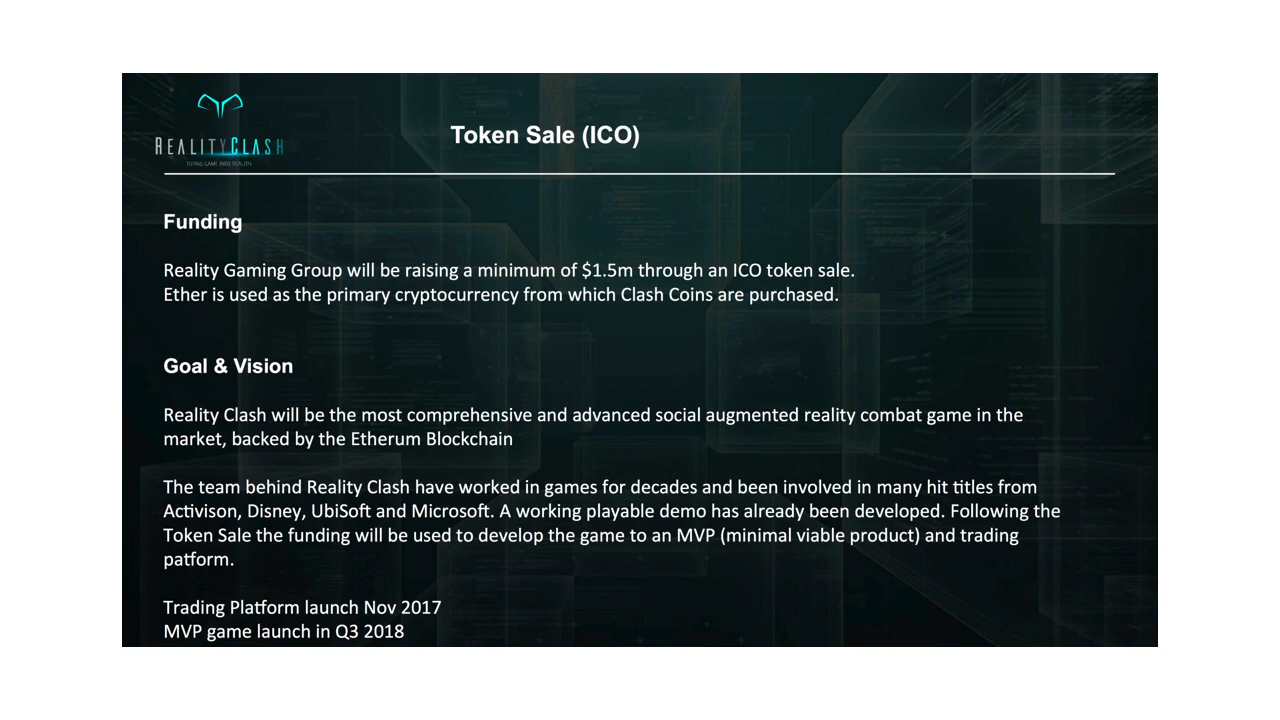 REALITYCLASH
TURNS GAME INTO REALITY
Token Sale (ICO)
Funding
Reality Gaming Group will be raising a minimum of $1.5m through an ICO token sale.
Ether is used as the primary cryptocurrency from which Clash Coins are purchased.
Goal & Vision
Reality Clash will be the most comprehensive and advanced social augmented reality combat game in the
market, backed by the Etherum Blockchain
The team behind Reality Clash have worked in games for decades and been involved in many hit titles from
Activison, Disney, UbiSoft and Microsoft. A working playable demo has already been developed. Following the
Token Sale the funding will be used to develop the game to an MVP (minimal viable product) and trading
patform.
Trading Platform launch Nov 2017
MVP game launch in Q3 2018